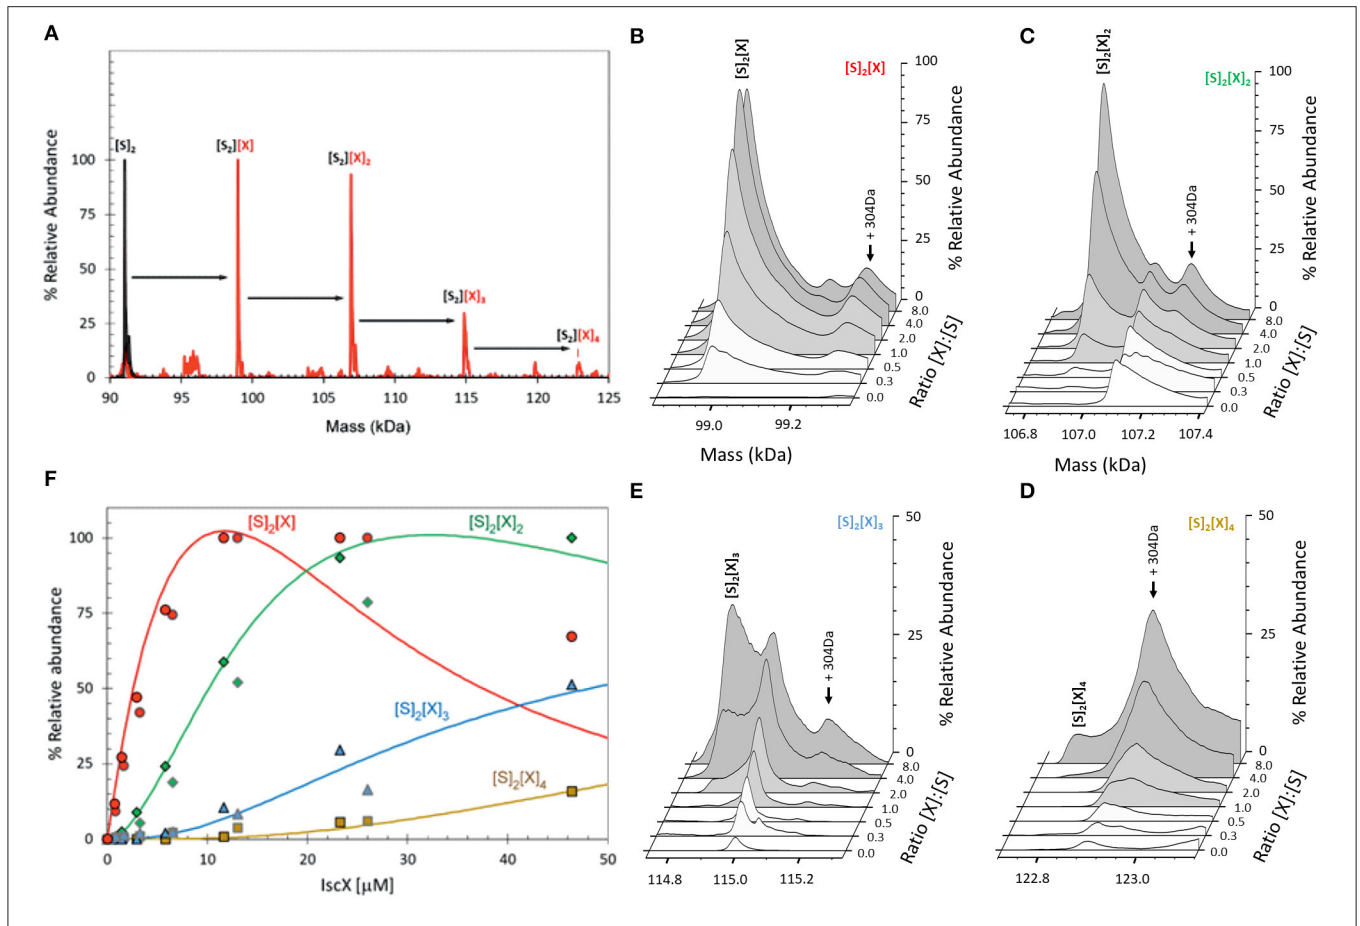 A
[S]2
[S2][X]
[S2][X]2
[S2][X]3
[S2][X]4
% Relative Abundance
100
75
50
25
0
90 95 100 105 110 115 120 125
Mass (kDa)
B
[S]2[X]
[S]2[X]
+ 304Da
100
75
50
25
0
% Relative Abundance
8.0
4.0
1.0
0.5
0.3
0.0
Ratio [X]:[S]
99.0 99.2
Mass (kDa)
C
[S]2[X]2
[S]2[X]2
+ 304Da
100
75
50
25
0
% Relative Abundance
8.0
4.0
2.0
1.0
0.5
0.3
0.0
Ratio [X]:[S]
106.8 107.0 107.2 107.4
Mass (kDa)
F
[S]2[X]
[S]2[X]2
[S]2[X]3
[S]2[X]4
% Relative abundance
100
75
50
25
0
0 10 20 30 40 50
IscX [µM]
E
[S]2[X]3
[S]2[X]3
+ 304Da
50
25
0
% Relative Abundance
8.0
4.0
2.0
1.0
0.5
0.3
0.0
Ratio [X]:[S]
114.8 115.0 115.2
D
[S]2[X]4
[S]2[X]4
+ 304Da
50
25
0
% Relative Abundance
8.0
4.0
2.0
1.0
0.5
0.3
0.0
Ratio [X]:[S]
122.8 123.0